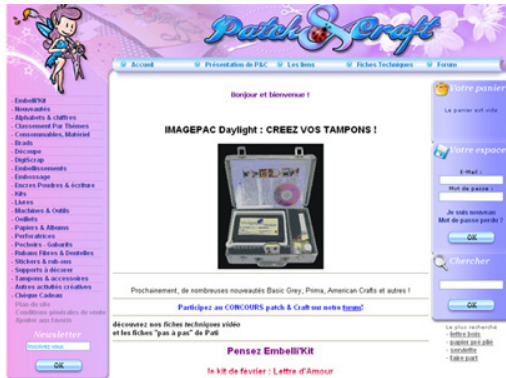 Patch & Craft
Accueil
Présentation de P&C
Les liens
Fiches Techniques
Forum
- Embelli'Kit
- Nouveautés
- Alphabets & chiffres
- Classement Par Thèmes
- Consommables, Matériel
- Brads
- Découpe
- DigiScrap
- Embellissements
- Embossage
- Encres Poudres & écriture
- Kits
- Livres
- Machines & Outils
- Oeillets
- Papiers & Albums
- Perforatrices
- Pochoirs - Gabarits
- Rubans Fibres & Dentelles
- Stickers & rub-ons
- Supports à décorer
- Tampons & accessoires
- Autres activités créatives
- Chèque Cadeau
Plan du site
Conditions générales de vente
Ajouter aux favoris
Newsletter
Inscrivez-vous
OK
Bonjour et bienvenue !
IMAGEPAC Daylight : CREEZ VOS TAMPONS !
Prochainement, de nombreuses nouveautés Basic Grey, Prima, American Crafts et autres !
Participez au CONCOURS patch & Craft sur notre forum!
découvrez nos fiches techniques vidéo
et les fiches "pas à pas" de Pati
Pensez Embelli'Kit
le kit de février : Lettre d'Amour
Votre panier
Le panier est vide
Votre espace
E-Mail :
Mot de passe :
Je suis nouveau
Mot de passe perdu ?
OK
Chercher
OK
Le plus recherché
- lettre bois
- papier pré plié
- serviette
- faire part